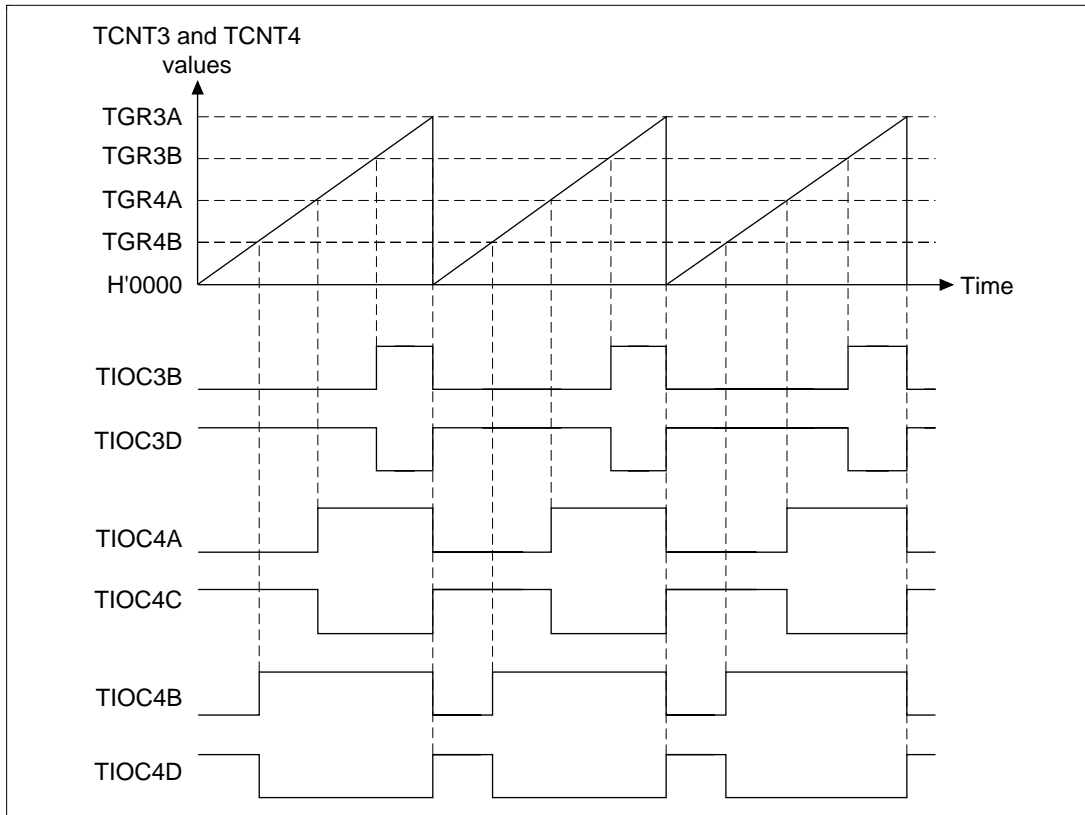 TCNT3 and TCNT4
values
TGR3A
TGR3B
TGR4A
TGR4B
H'0000
Time
TIOC3B
TIOC3D
TIOC4A
TIOC4C
TIOC4B
TIOC4D